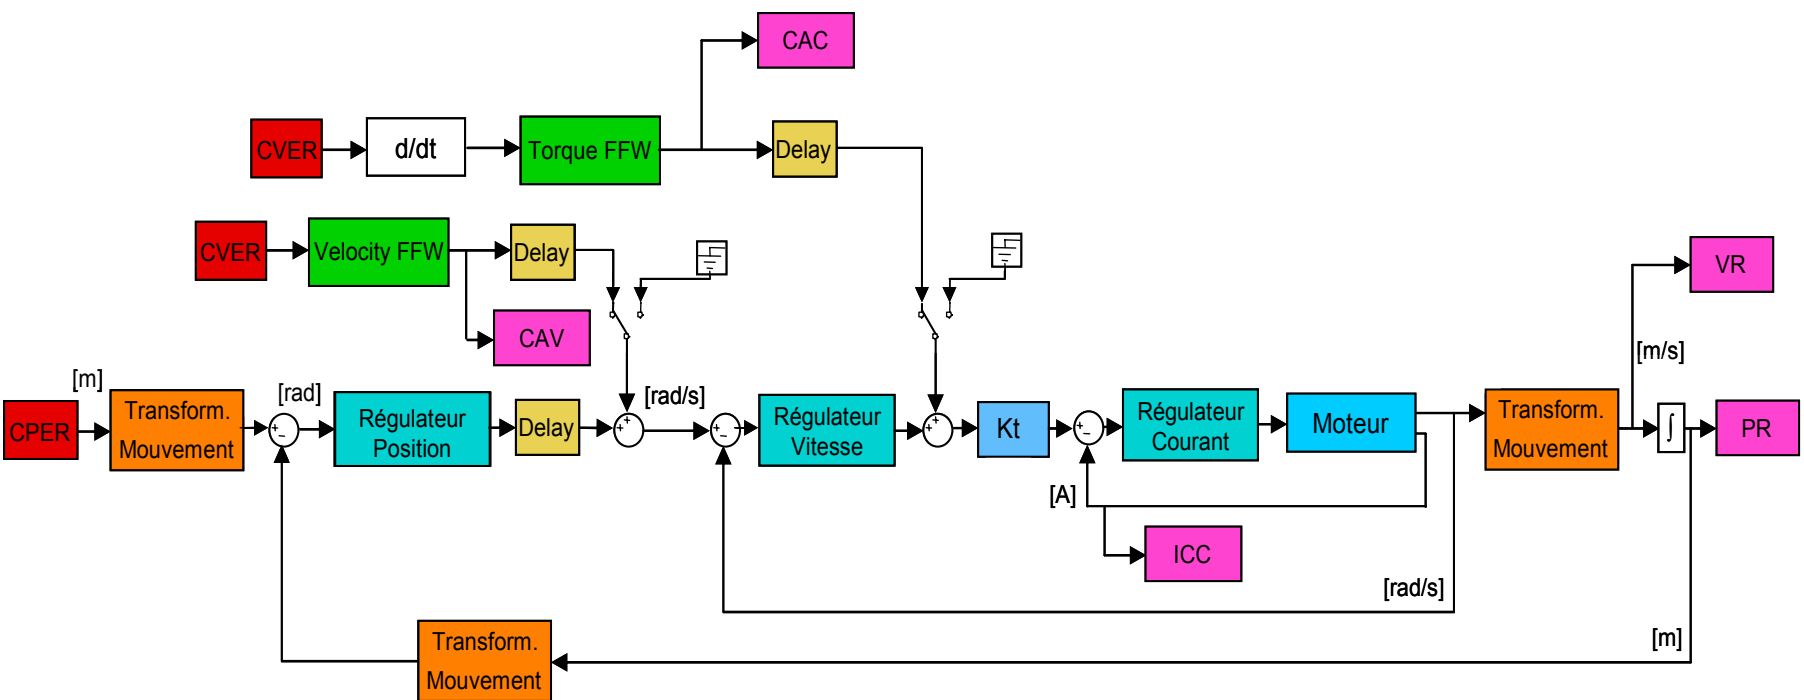 CAC
CVER
d/dt
Torque FFW
Delay
CVER
Velocity FFW
Delay
CAV
VR
[m/s]
[m]
CPER
Transform.
Mouvement
[rad]
+
−
Régulateur
Position
Delay
+
+
[rad/s]
+
−
Régulateur
Vitesse
+
+
Kt
+
−
Régulateur
Courant
Moteur
Transform.
Mouvement
∫
PR
[A]
ICC
[rad/s]
[m]
Transform.
Mouvement